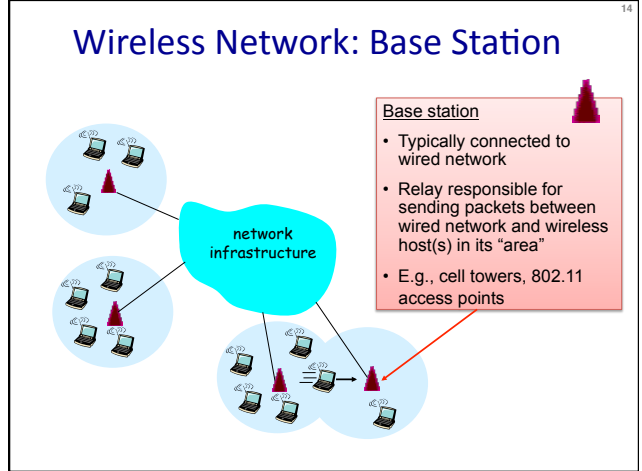 14
Wireless Network: Base Station
Base station
• Typically connected to
wired network
• Relay responsible for
sending packets between
wired network and wireless
host(s) in its “area”
• E.g., cell towers, 802.11
access points
network
infrastructure